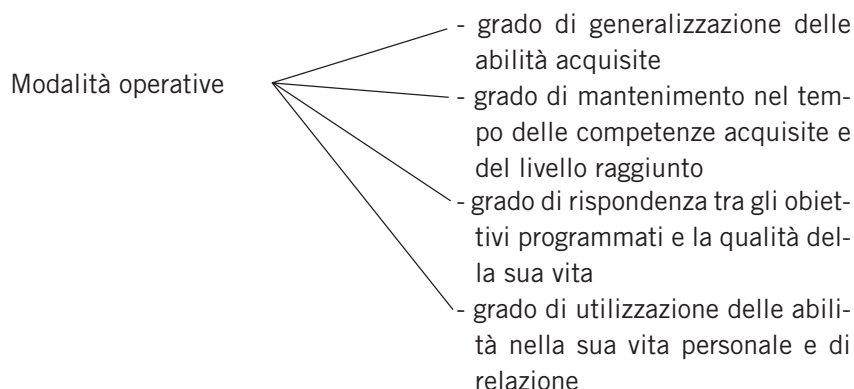 Modalità operative
- grado di generalizzazione delle
abilità acquisite
- grado di mantenimento nel tem-
po delle competenze acquisite e
del livello raggiunto
- grado di rispondenza tra gli obiet-
tivi programmati e la qualità del-
la sua vita
- grado di utilizzazione delle abili-
tà nella sua vita personale e di
relazione